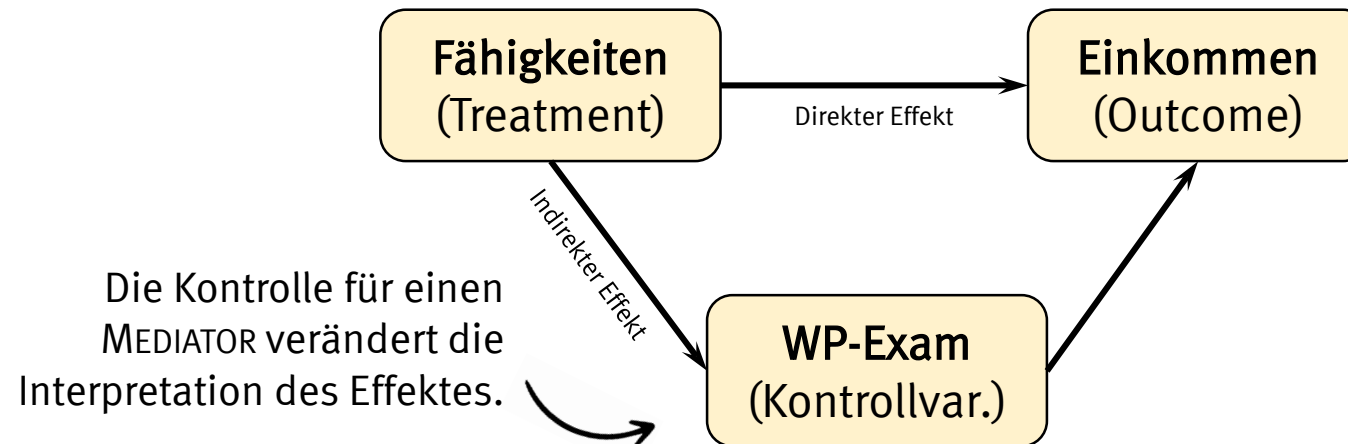 Fähigkeiten
(Treatment)
Direkter Effekt
Einkommen
(Outcome)
Indirekter Effekt
Die Kontrolle für einen
MEDIATOR verändert die
Interpretation des Effektes.
WP-Exam
(Kontrollvar.)